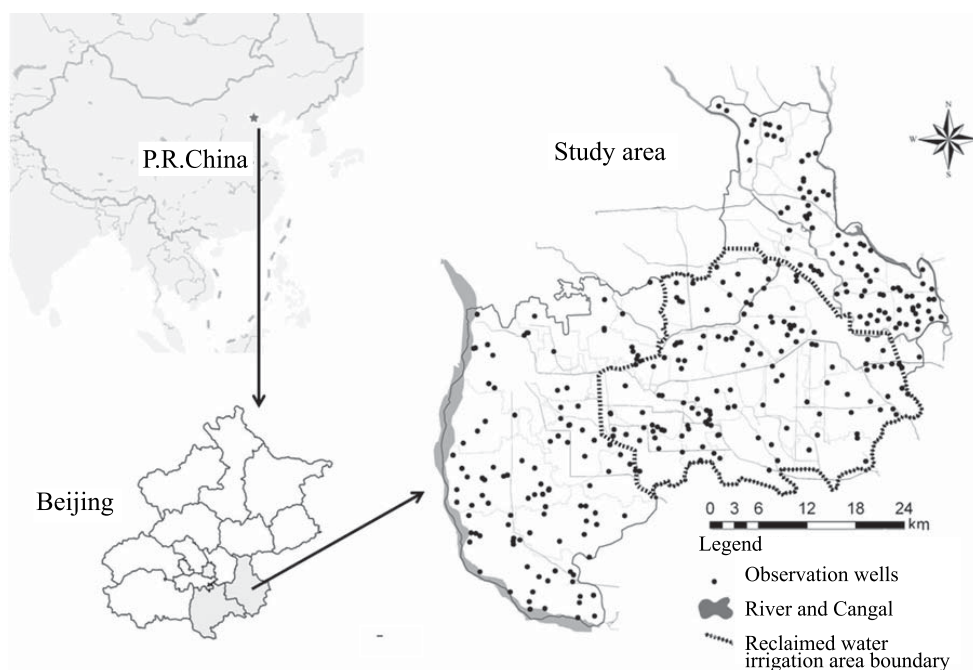 P.R.China
Study area
N
W
S
Beijing
0 3 6 12 18 24
km
Legend
Observation wells
River and Cangal
Reclaimed water
irrigation area boundary